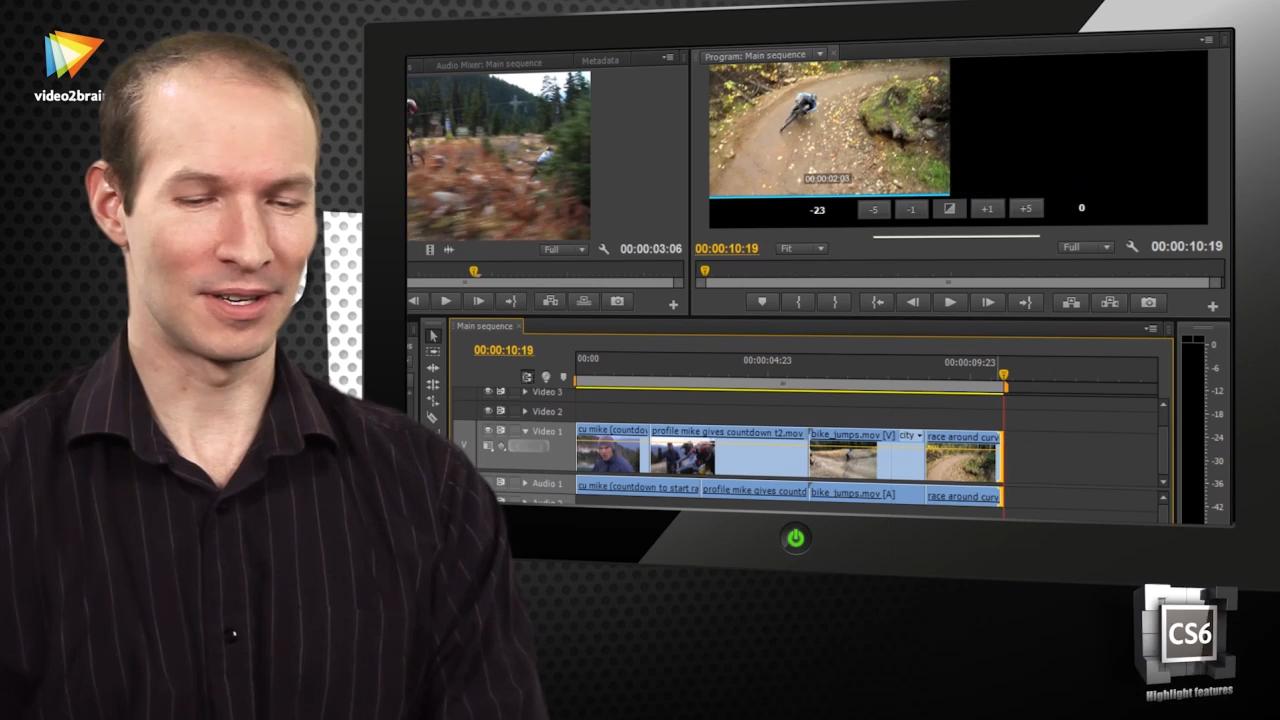 video2brai
Audio Mixer: Main sequence
Metadata
Program: Main sequence
00:00:02:03
-23
-5
-1
+1
+5
0
Full
00:00:03:06
00:00:10:19
Fit
Full
00:00:10:19
Main sequence
00:00:10:19
00:00
00:00:04:23
00:00:09:23
Video 3
Video 2
Video 1
cu mike [countdo
profile mike gives countdown t2.mov
bike_jumps.mov [V]
city
race around curv
Audio 1
cu mike [countdown to start ra
profile mike gives countd
bike_jumps.mov [A]
race around curv
0
-6
-12
-18
-24
-30
-36
-42
CS6
Highlight features